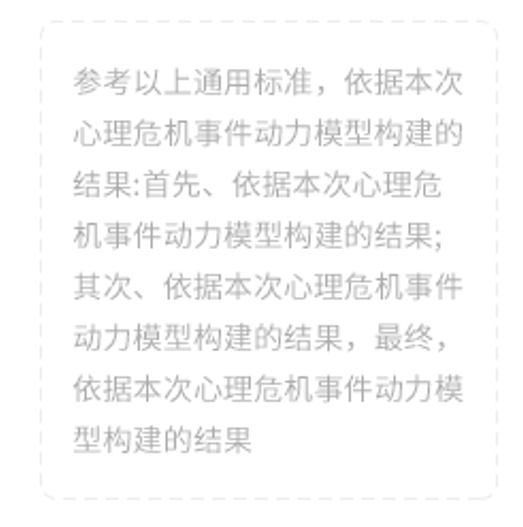 参考以上通用标准，依据本次
心理危机事件动力模型构建的
结果:首先、依据本次心理危
机事件动力模型构建的结果;
其次、依据本次心理危机事件
动力模型构建的结果，最终，
依据本次心理危机事件动力模
型构建的结果